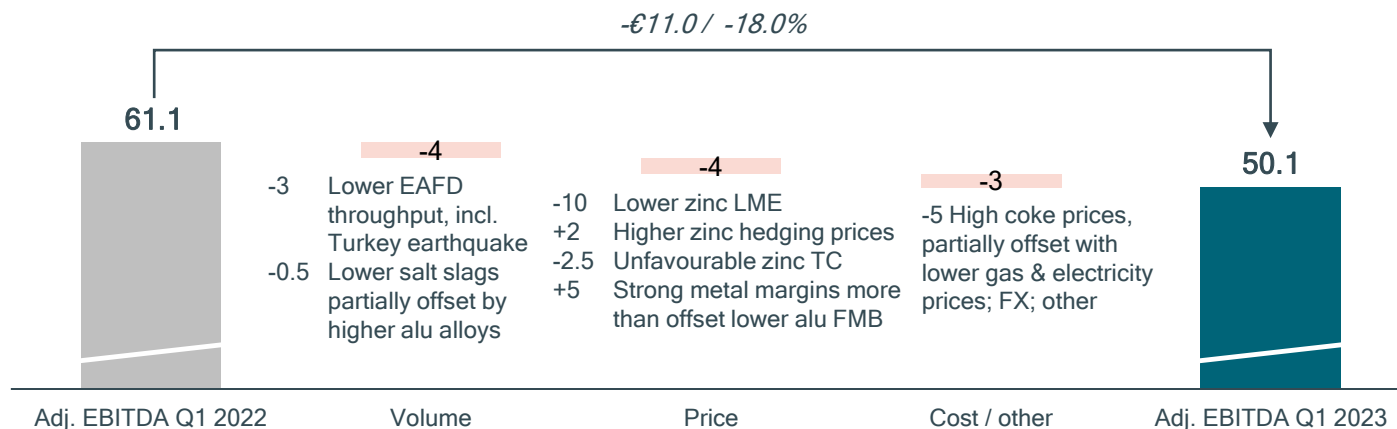 -€11.0 / -18.0%
61.1
-4
-3 Lower EAFD
throughput, incl.
Turkey earthquake
-0.5 Lower salt slags
partially offset by
higher alu alloys
-4
-10 Lower zinc LME
+2 Higher zinc hedging prices
-2.5 Unfavourable zinc TC
+5 Strong metal margins more
than offset lower alu FMB
-3
-5 High coke prices,
partially offset with
lower gas & electricity
prices; FX; other
50.1
Adj. EBITDA Q1 2022
Volume
Price
Cost / other
Adj. EBITDA Q1 2023